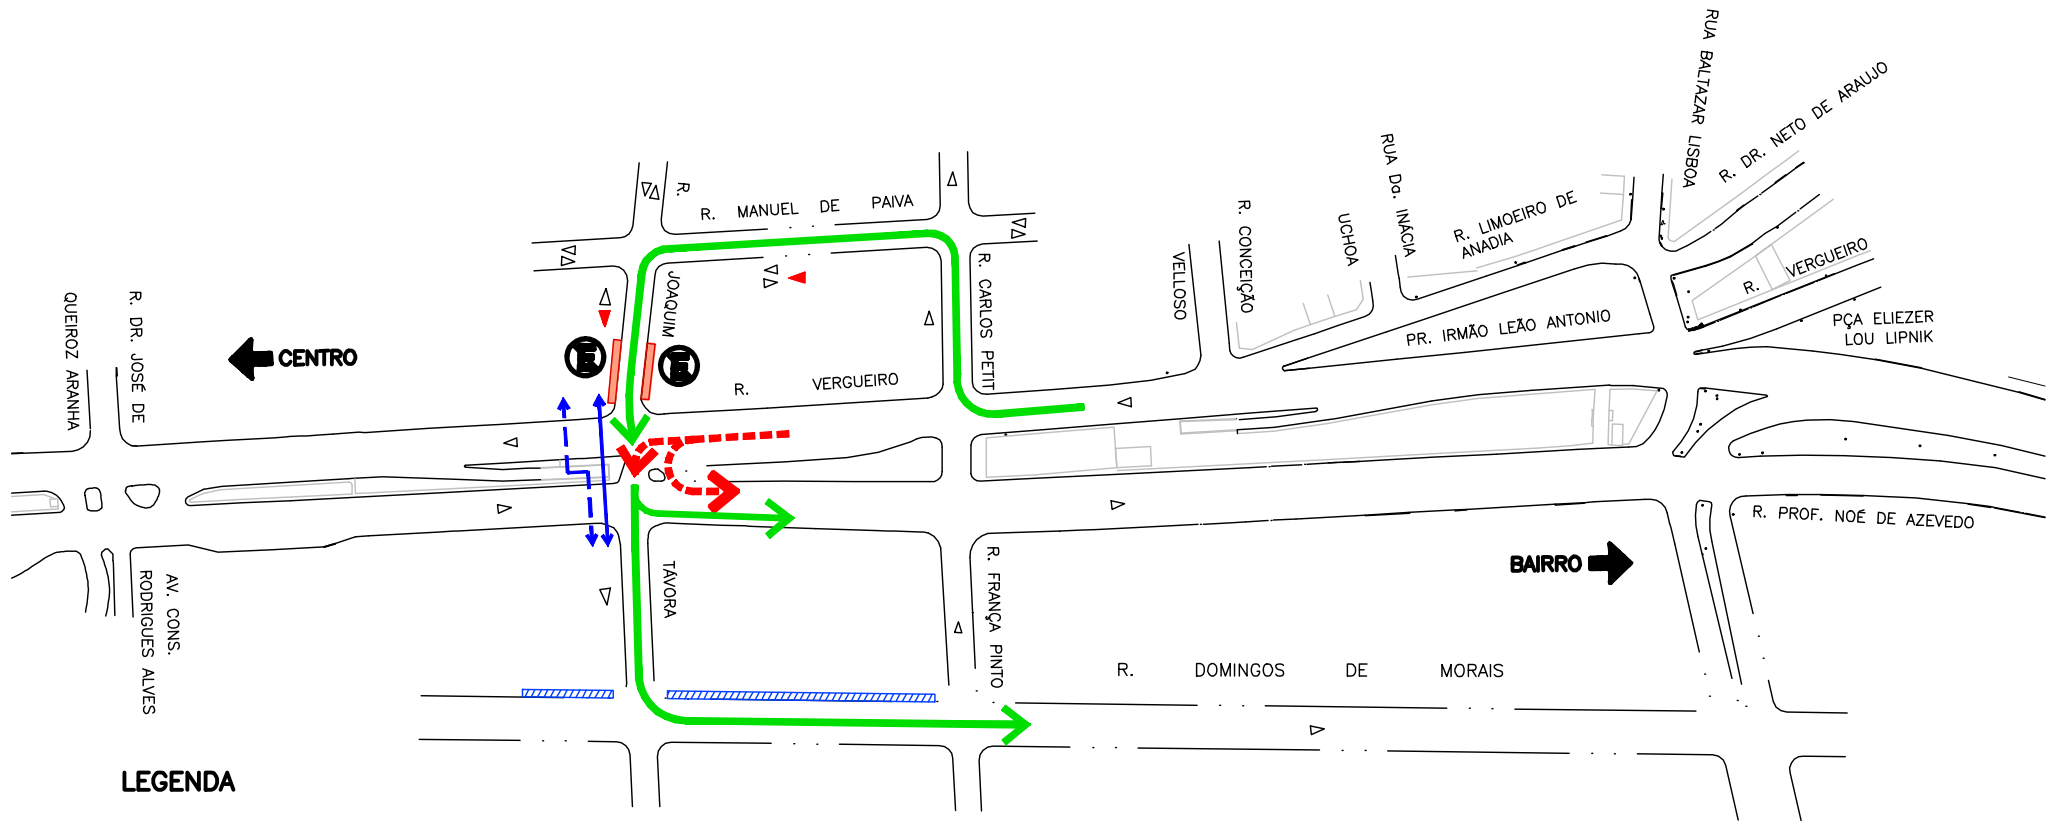 RUA BALTAZAR LISBOA
R. DR. NETO DE ARAUJO
RUA Da. INÁCIA
R. LIMOEIRO DE
ANADIA
R.
R. MANUEL DE PAIVA
R. CONCEIÇÃO
UCHOA
VELLOSO
R. VERGUEIRO
R. CARLOS PETIT
JOAQUIM
QUEIROZ ARANHA
R. DR. JOSÉ DE
CENTRO
PR. IRMÃO LEÃO ANTONIO
PÇA ELIEZER
LOU LIPNIK
R. VERGUEIRO
R. PROF. NOÉ DE AZEVEDO
BAIRRO
TÁVORA
R. FRANÇA PINTO
AV. CONS.
RODRIGUES ALVES
R. DOMINGOS DE MORAIS
LEGENDA